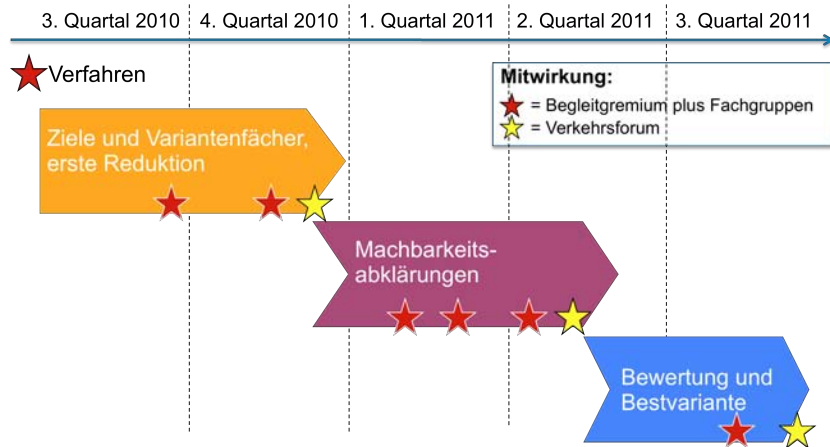 3. Quartal 2010 4. Quartal 2010 1. Quartal 2011 2. Quartal 2011 3. Quartal 2011
Verfahren
Mitwirkung:
= Begleitgremium plus Fachgruppen
= Verkehrsforum
Ziele und Variantenfächer,
erste Reduktion
Machbarkeits-
abklärungen
Bewertung und
Bestvariante